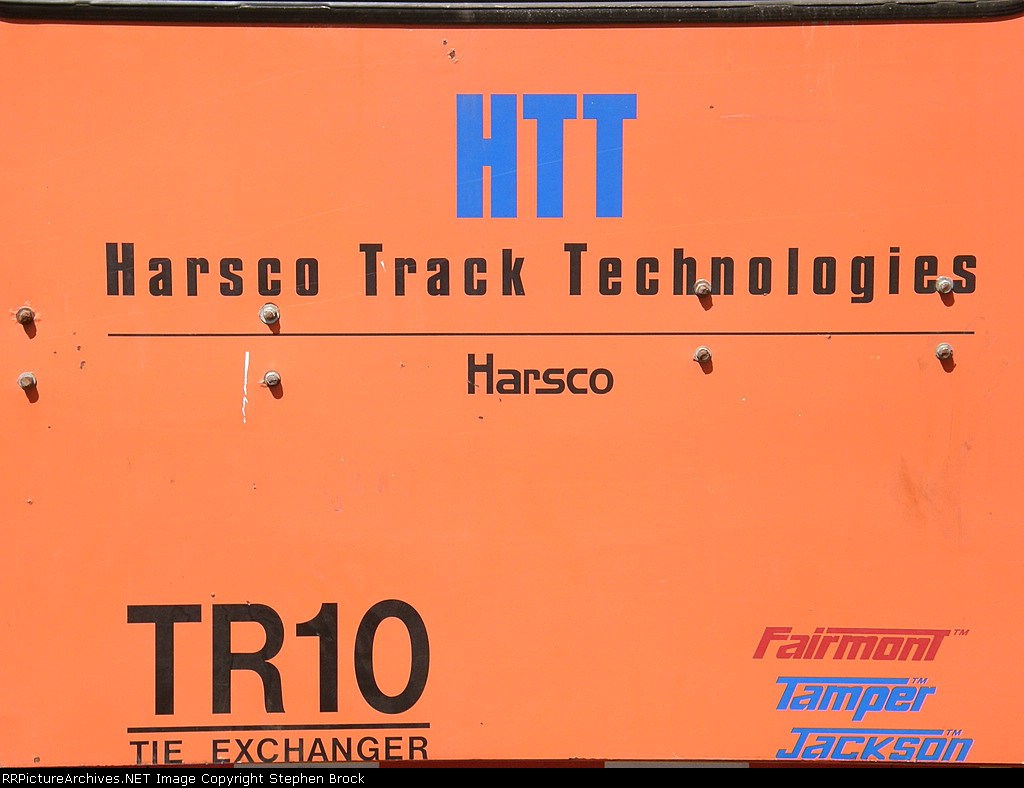 HTT
Harsco Track Technologies
Harsco
TR10
TIE EXCHANGER
Fairmont™
Tamper™
Jackson™
RRPictureArchives.NET Image Copyright Stephen Brock